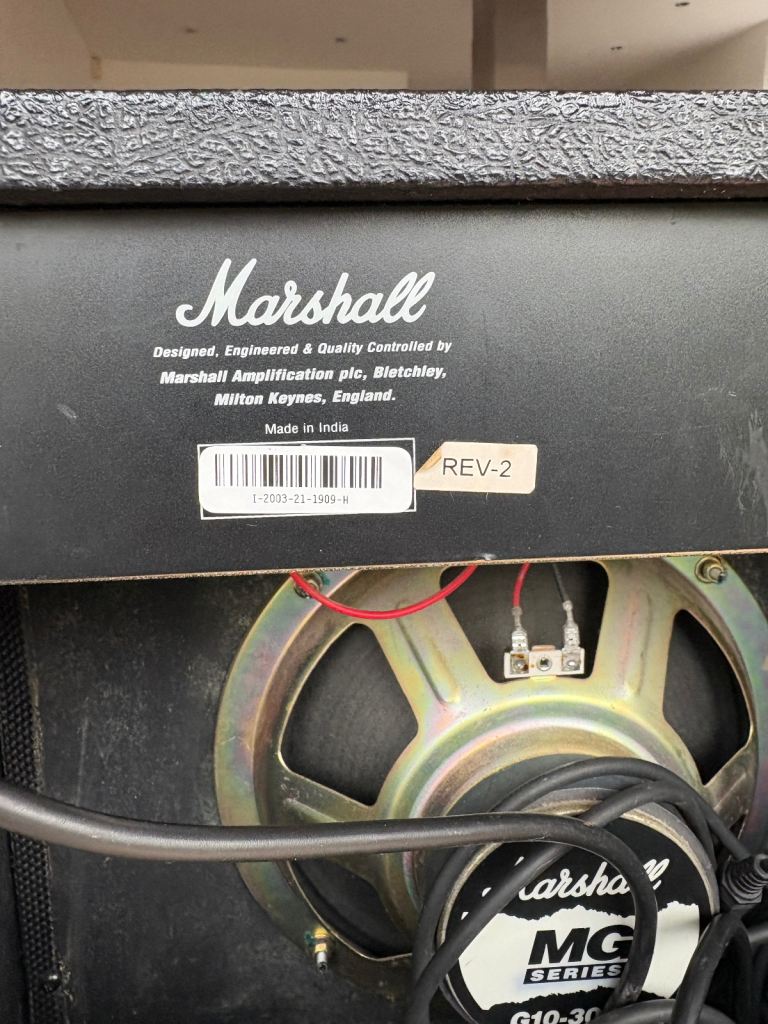 Marshall
Designed, Engineered & Quality Controlled by
Marshall Amplification plc, Bletchley,
Milton Keynes, England.
Made in India
I-2003-21-1909-H
REV-2
Marshall
MG
SERIES